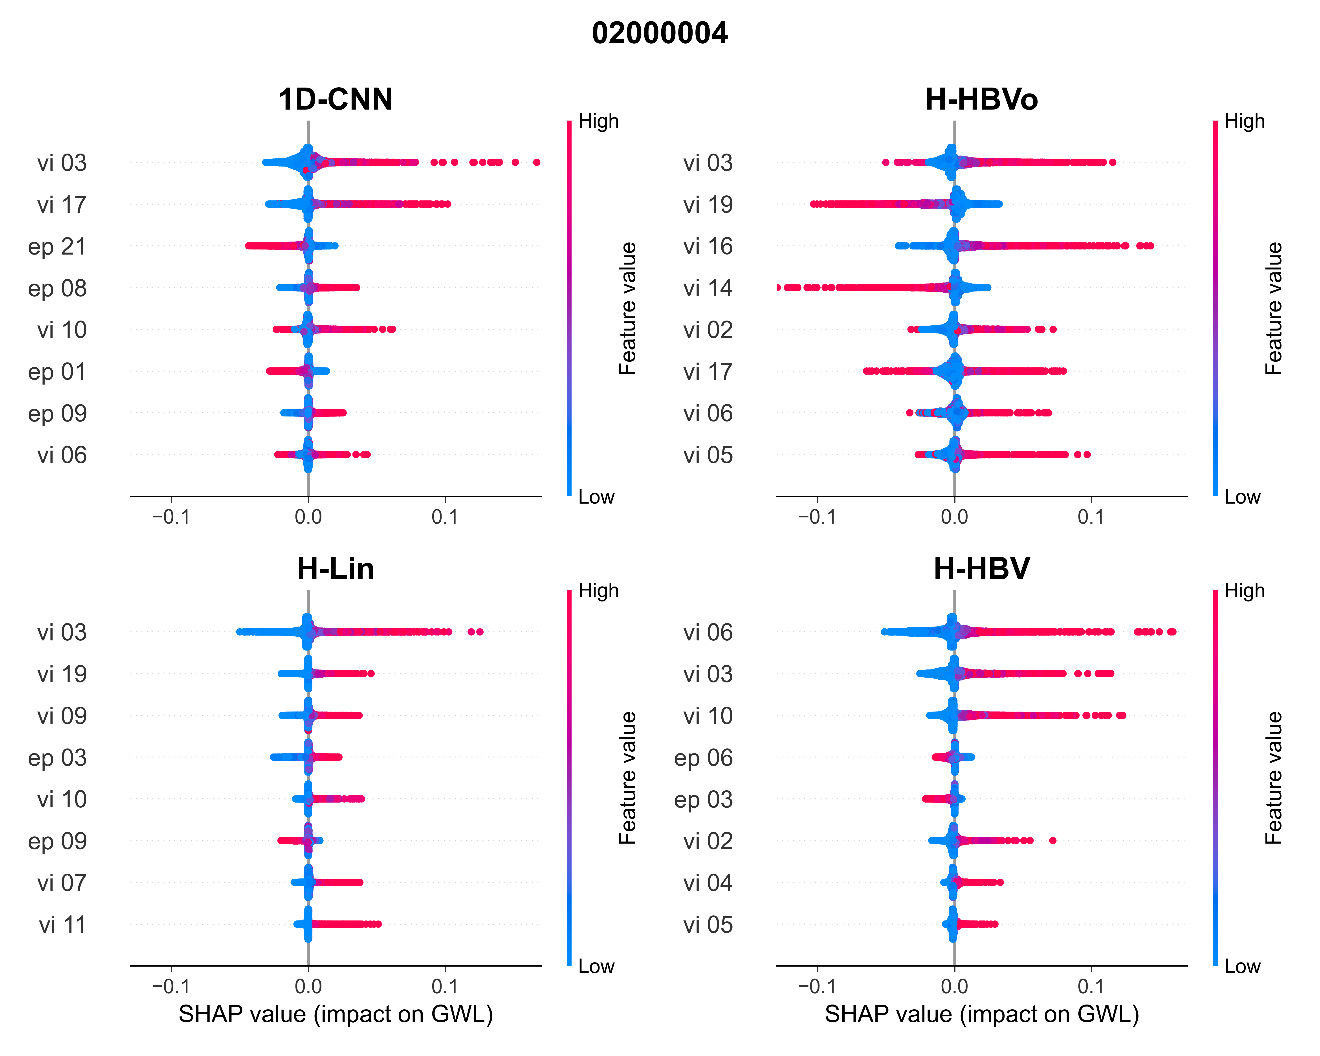 02000004
1D-CNN
High
vi 03
vi 17
ep 21
ep 08
vi 10
ep 01
ep 09
vi 06
Feature value
Low
−0.1 0.0 0.1
H-HBVo
High
vi 03
vi 19
vi 16
vi 14
vi 02
vi 17
vi 06
vi 05
Feature value
Low
−0.1 0.0 0.1
H-Lin
High
vi 03
vi 19
vi 09
ep 03
vi 10
ep 09
vi 07
vi 11
Feature value
Low
−0.1 0.0 0.1
SHAP value (impact on GWL)
H-HBV
High
vi 06
vi 03
vi 10
ep 06
ep 03
vi 02
vi 04
vi 05
Feature value
Low
−0.1 0.0 0.1
SHAP value (impact on GWL)